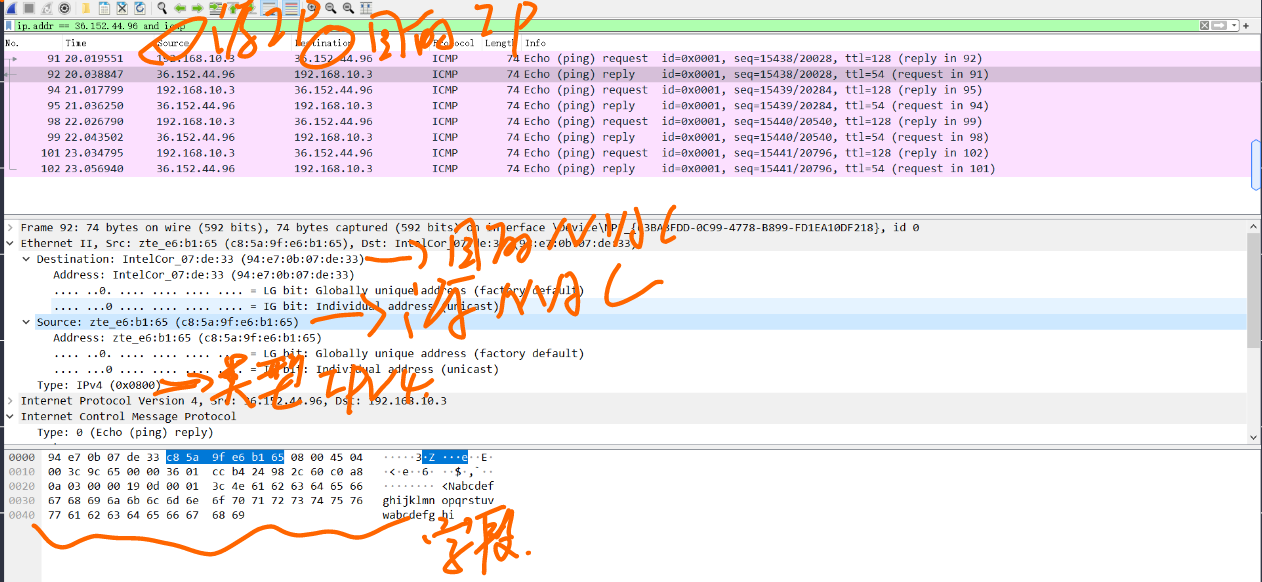 ip.addr == 36.152.44.96 and icmp
源IP 目的IP
No. Time Source Destination Protocol Length Info
91 20.019551 192.168.10.3 36.152.44.96 ICMP 74 Echo (ping) request id=0x0001, seq=15438/20028, ttl=128 (reply in 92)
92 20.038847 36.152.44.96 192.168.10.3 ICMP 74 Echo (ping) reply id=0x0001, seq=15438/20028, ttl=54 (request in 91)
94 21.017799 192.168.10.3 36.152.44.96 ICMP 74 Echo (ping) request id=0x0001, seq=15439/20284, ttl=128 (reply in 95)
95 21.036250 36.152.44.96 192.168.10.3 ICMP 74 Echo (ping) reply id=0x0001, seq=15439/20284, ttl=54 (request in 94)
98 22.026790 192.168.10.3 36.152.44.96 ICMP 74 Echo (ping) request id=0x0001, seq=15440/20540, ttl=128 (reply in 99)
99 22.043502 36.152.44.96 192.168.10.3 ICMP 74 Echo (ping) reply id=0x0001, seq=15440/20540, ttl=54 (request in 98)
101 23.034795 192.168.10.3 36.152.44.96 ICMP 74 Echo (ping) request id=0x0001, seq=15441/20796, ttl=128 (reply in 102)
102 23.056940 36.152.44.96 192.168.10.3 ICMP 74 Echo (ping) reply id=0x0001, seq=15441/20796, ttl=54 (request in 101)
Frame 92: 74 bytes on wire (592 bits), 74 bytes captured (592 bits) on interface \Device\NPF_{63BA3FDD-0C99-4778-B899-FD1EA10DF218}, id 0
Ethernet II, Src: zte_e6:b1:65 (c8:5a:9f:e6:b1:65), Dst: IntelCor_07:de:33 (94:e7:0b:07:de:33)
Destination: IntelCor_07:de:33 (94:e7:0b:07:de:33)
目的MAC
Address: IntelCor_07:de:33 (94:e7:0b:07:de:33)
.... ..0. .... .... .... .... = LG bit: Globally unique address (factory default)
.... ...0 .... .... .... .... = IG bit: Individual address (unicast)
Source: zte_e6:b1:65 (c8:5a:9f:e6:b1:65)
源MAC
Address: zte_e6:b1:65 (c8:5a:9f:e6:b1:65)
.... ..0. .... .... .... .... = LG bit: Globally unique address (factory default)
.... ...0 .... .... .... .... = IG bit: Individual address (unicast)
Type: IPv4 (0x0800)
类型IPV4
Internet Protocol Version 4, Src: 36.152.44.96, Dst: 192.168.10.3
Internet Control Message Protocol
Type: 0 (Echo (ping) reply)
0000 94 e7 0b 07 de 33 c8 5a 9f e6 b1 65 08 00 45 04 ·····3·Z ···e··E·
0010 00 3c 9c 65 00 00 36 01 cc b4 24 98 2c 60 c0 a8 ·<·e··6· ··$·,`··
0020 0a 03 00 00 19 0d 00 01 3c 4e 61 62 63 64 65 66 ········ <Nabcdef
0030 67 68 69 6a 6b 6c 6d 6e 6f 70 71 72 73 74 75 76 ghijklmn opqrstuv
0040 77 61 62 63 64 65 66 67 68 69 wabcdefg hi
字段.